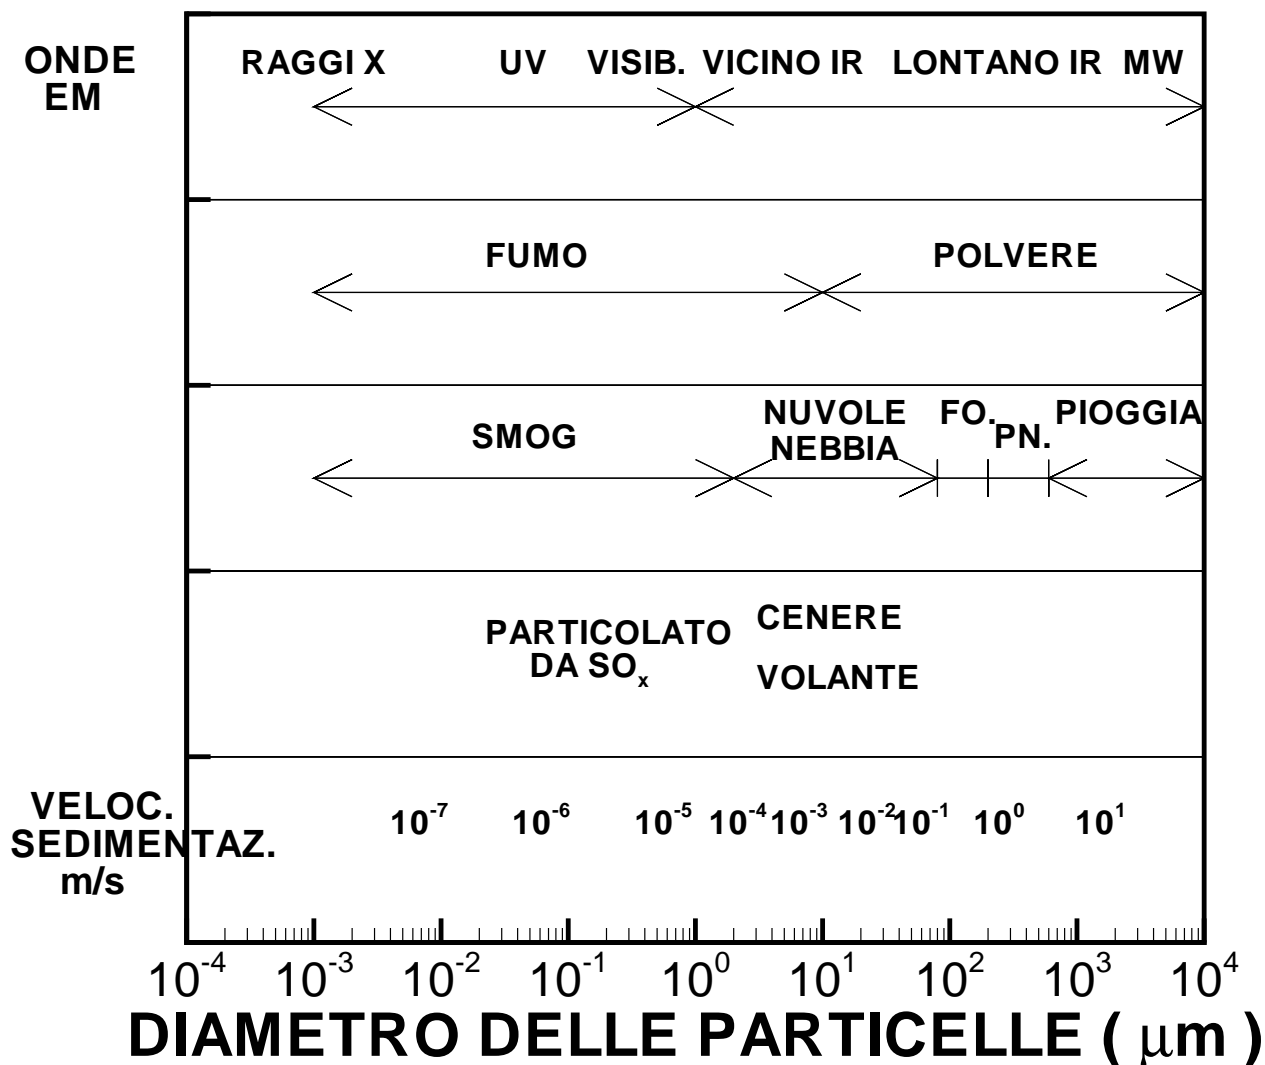 ONDE
EM
RAGGI X UV VISIB. VICINO IR LONTANO IR MW
FUMO POLVERE
SMOG
NUVOLE
NEBBIA
FO.
PN.
PIOGGIA
PARTICOLATO
DA SOₓ
CENERE
VOLANTE
VELOC.
SEDIMENTAZ.
m/s
10⁻⁷ 10⁻⁶ 10⁻⁵ 10⁻⁴ 10⁻³ 10⁻² 10⁻¹ 10⁰ 10¹
10⁻⁴ 10⁻³ 10⁻² 10⁻¹ 10⁰ 10¹ 10² 10³ 10⁴
DIAMETRO DELLE PARTICELLE ( μm )